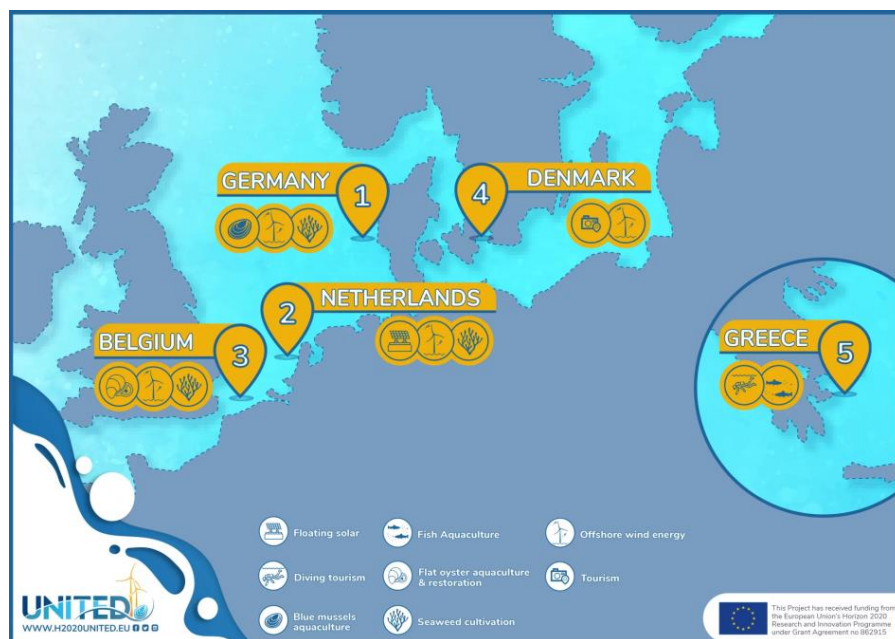 GERMANY
1
4
DENMARK
2
NETHERLANDS
BELGIUM
3
GREECE
5
Floating solar
Fish Aquaculture
Offshore wind energy
Diving tourism
Flat oyster aquaculture
& restoration
Tourism
Blue mussels
aquaculture
Seaweed cultivation
UNITED
WWW.H2020UNITED.EU
This Project has received funding from
the European Union's Horizon 2020
Research and Innovation Programme
under Grant Agreement no 862915